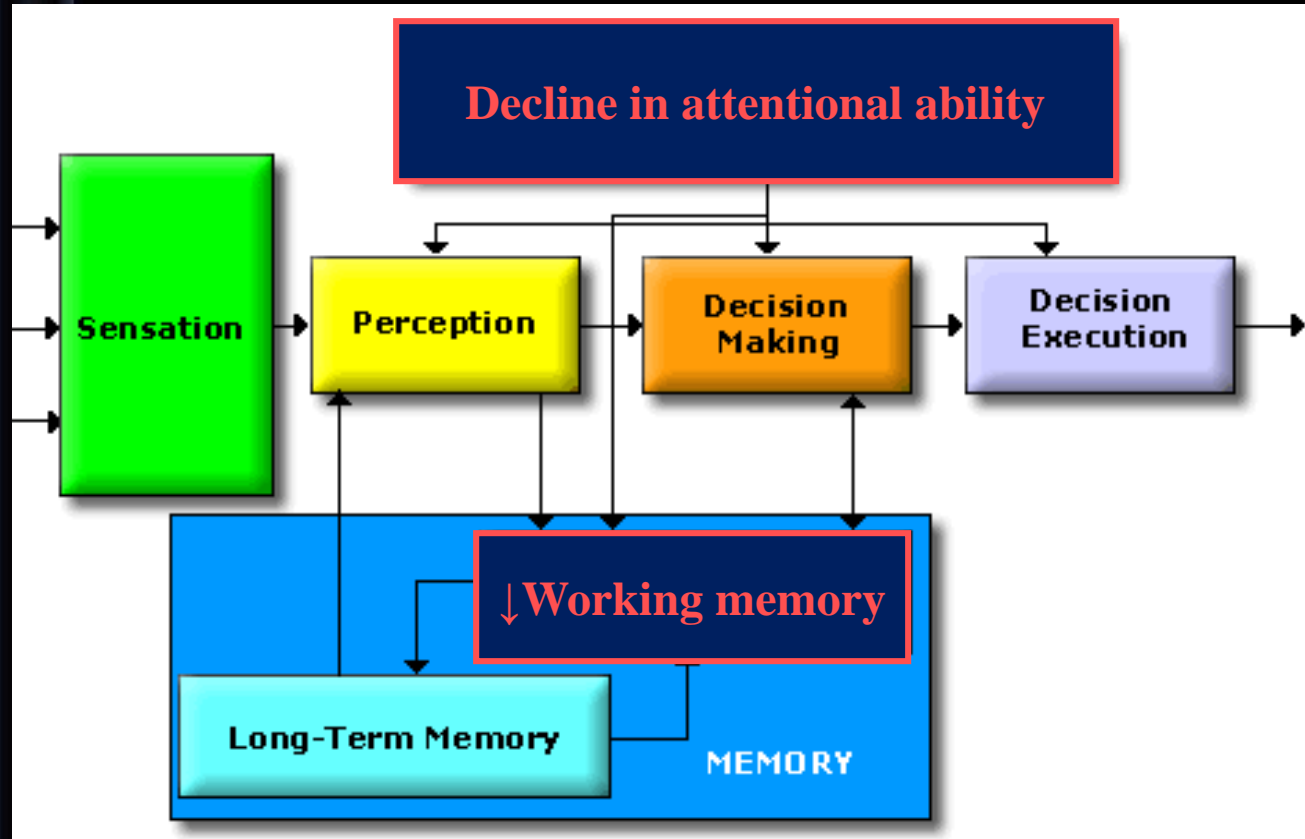 Decline in attentional ability
Sensation
Perception
Decision
Making
Decision
Execution
↓Working memory
Long-Term Memory
MEMORY